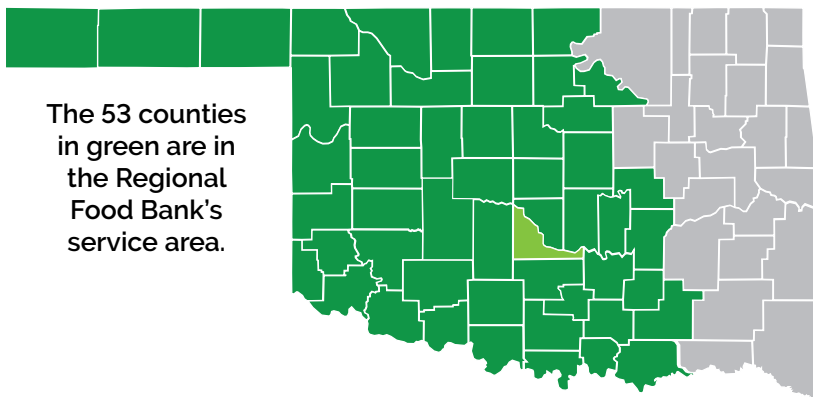 The 53 counties
in green are in
the Regional
Food Bank's
service area.